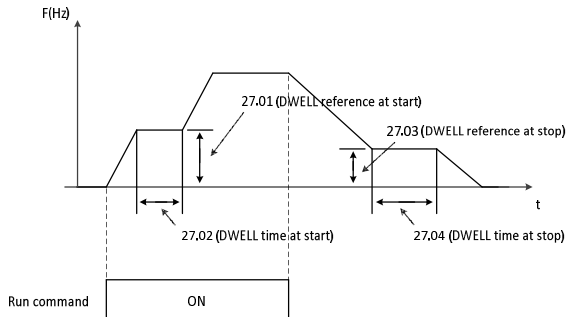 F(Hz)
27.01 (DWELL reference at start)
27.03 (DWELL reference at stop)
t
27.02 (DWELL time at start)
27.04 (DWELL time at stop)
Run command
ON